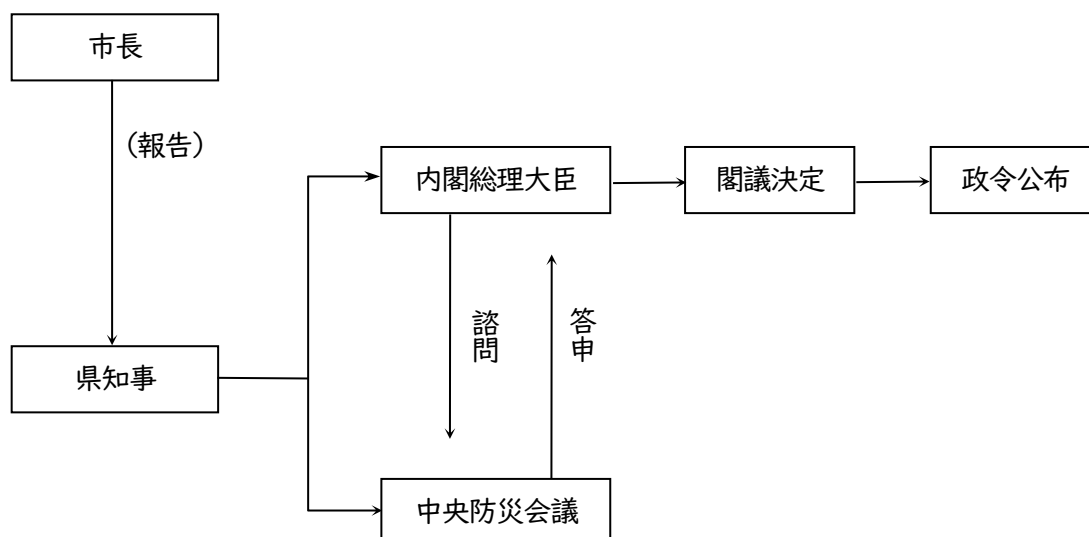 市長
(報告)
内閣総理大臣
閣議決定
政令公布
諮問
答申
県知事
中央防災会議